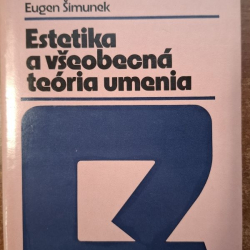 Eugen Šimunek
Estetika
a všeobecná
teória umenia